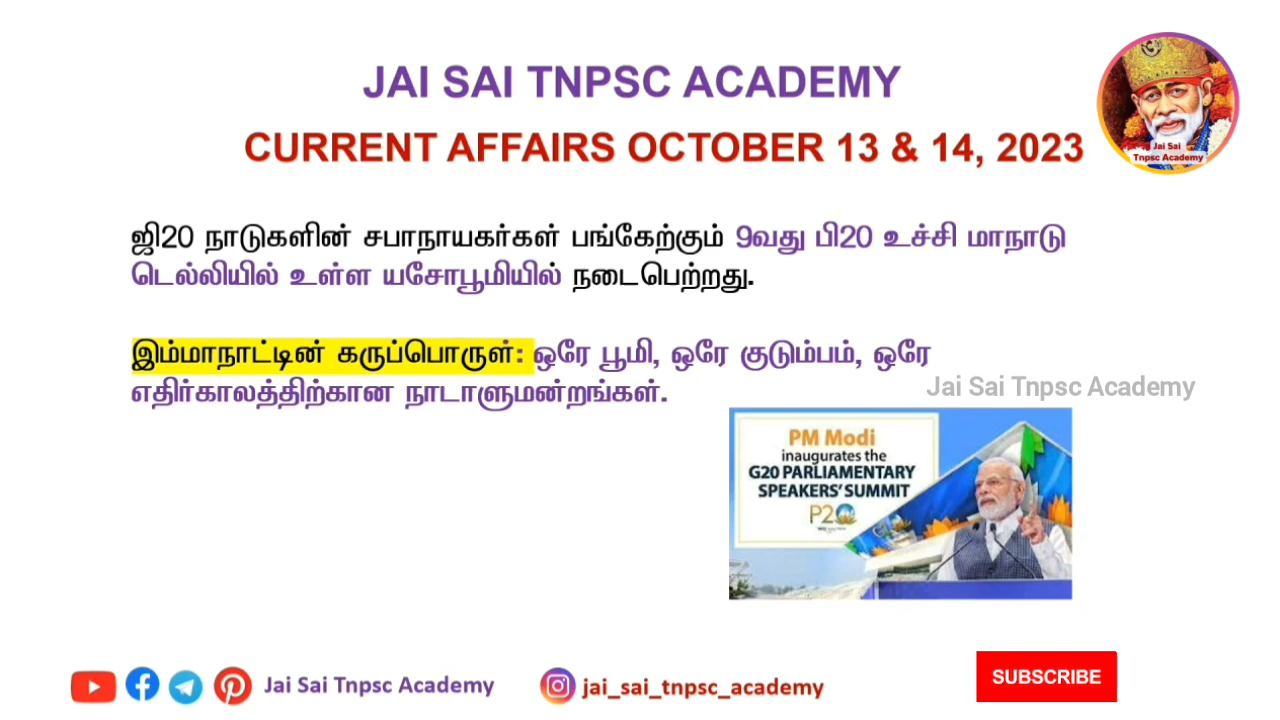 JAI SAI TNPSC ACADEMY
CURRENT AFFAIRS OCTOBER 13 & 14, 2023
Jai Sai
Tnpsc Academy
ஜி20 நாடுகளின் சபாநாயகர்கள் பங்கேற்கும் 9வது பி20 உச்சி மாநாடு
டெல்லியில் உள்ள யசோபூமியில் நடைபெற்றது.
இம்மாநாட்டின் கருப்பொருள்: ஒரே பூமி, ஒரே குடும்பம், ஒரே
எதிர்காலத்திற்கான நாடாளுமன்றங்கள்.
Jai Sai Tnpsc Academy
PM Modi
inaugurates the
G20 PARLIAMENTARY
SPEAKERS' SUMMIT
P20
Jai Sai Tnpsc Academy
jai_sai_tnpsc_academy
SUBSCRIBE